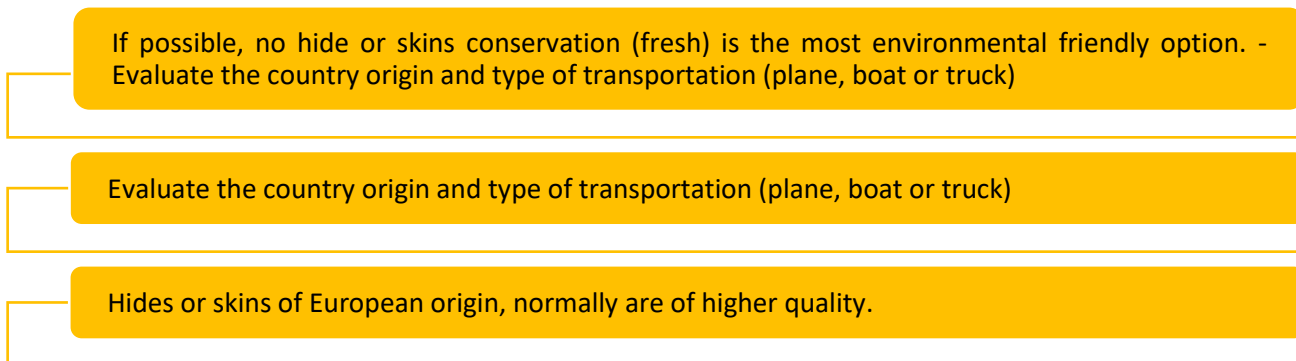 If possible, no hide or skins conservation (fresh) is the most environmental friendly option. -
Evaluate the country origin and type of transportation (plane, boat or truck)
Evaluate the country origin and type of transportation (plane, boat or truck)
Hides or skins of European origin, normally are of higher quality.